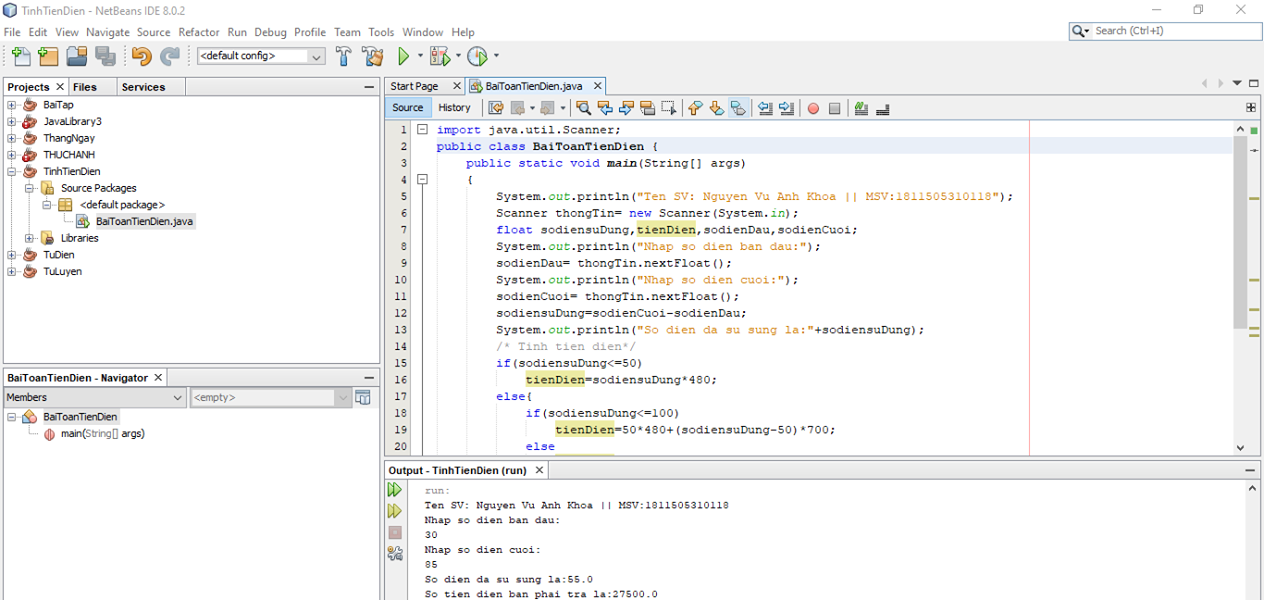 TinhTienDien - NetBeans IDE 8.0.2
File Edit View Navigate Source Refactor Run Debug Profile Team Tools Window Help
Search (Ctrl+I)
<default config>
Projects Files Services
BaiTap
JavaLibrary3
ThangNgay
THUCHANH
TinhTienDien
Source Packages
<default package>
BaiToanTienDien.java
Libraries
TuDien
TuLuyen
BaiToanTienDien - Navigator
Members <empty>
BaiToanTienDien
main(String[] args)
Start Page BaiToanTienDien.java
Source History
1 import java.util.Scanner;
2 public class BaiToanTienDien {
3 public static void main(String[] args)
4 {
5 System.out.println("Ten SV: Nguyen Vu Anh Khoa || MSV:1811505310118");
6 Scanner thongTin= new Scanner(System.in);
7 float sodiensuDung,tienDien,sodienDau,sodienCuoi;
8 System.out.println("Nhap so dien ban dau:");
9 sodienDau= thongTin.nextFloat();
10 System.out.println("Nhap so dien cuoi:");
11 sodienCuoi= thongTin.nextFloat();
12 sodiensuDung=sodienCuoi-sodienDau;
13 System.out.println("So dien da su sung la:"+sodiensuDung);
14 /* Tinh tien dien*/
15 if(sodiensuDung<=50)
16 tienDien=sodiensuDung*480;
17 else{
18 if(sodiensuDung<=100)
19 tienDien=50*480+(sodiensuDung-50)*700;
20 else
Output - TinhTienDien (run)
run:
Ten SV: Nguyen Vu Anh Khoa || MSV:1811505310118
Nhap so dien ban dau:
30
Nhap so dien cuoi:
85
So dien da su sung la:55.0
So tien dien ban phai tra la:27500.0